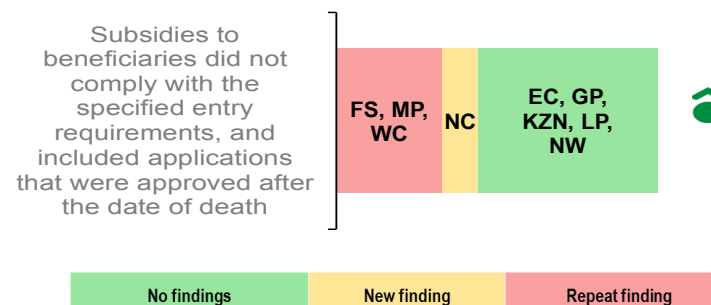 Subsidies to
beneficiaries did not
comply with the
specified entry
requirements, and
included applications
that were approved after
the date of death
FS, MP,
WC
NC
EC, GP,
KZN, LP,
NW
No findings
New finding
Repeat finding